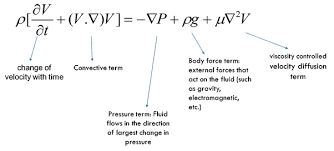 ρ[∂V/∂t + (V.∇)V] = −∇P + ρg + μ∇²V
change of
velocity with time
Convective term
Pressure term: Fluid
flows in the direction
of largest change in
pressure
Body force term:
external forces that
act on the fluid (such
as gravity,
electromagnetic,
etc.)
viscosity controlled
velocity diffusion
term